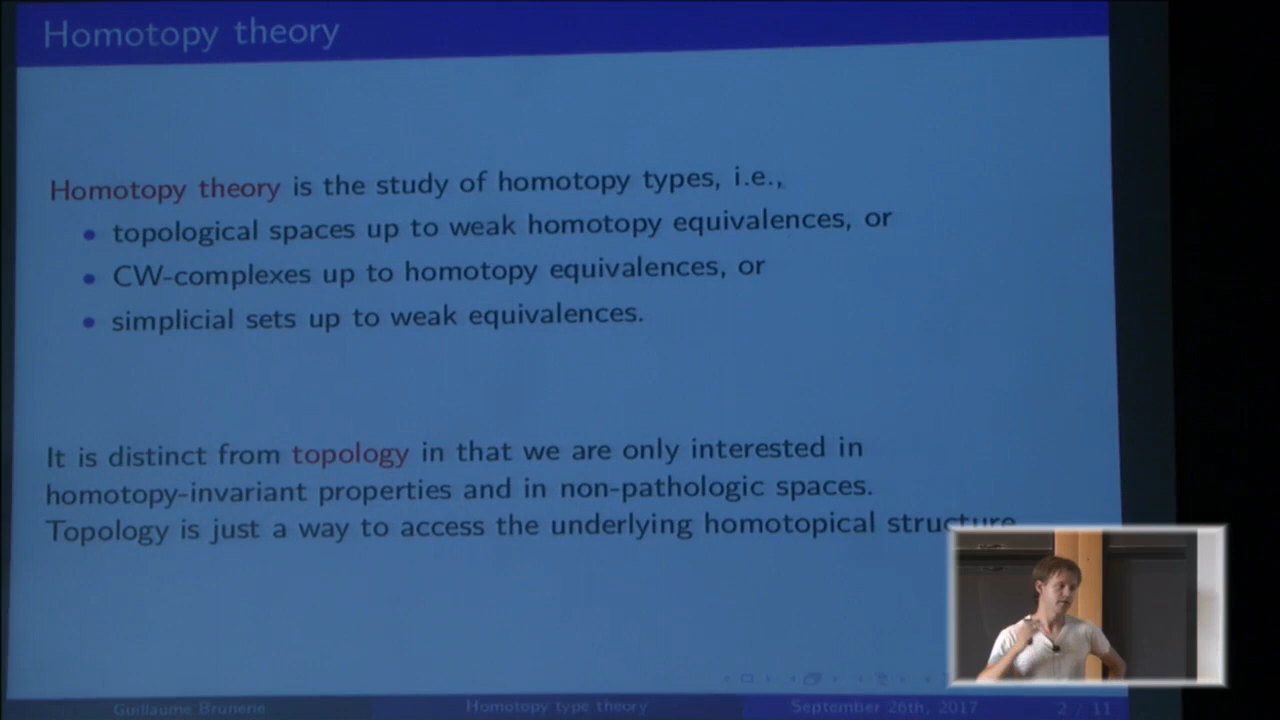 Homotopy theory
Homotopy theory is the study of homotopy types, i.e.,
• topological spaces up to weak homotopy equivalences, or
• CW-complexes up to homotopy equivalences, or
• simplicial sets up to weak equivalences.
It is distinct from topology in that we are only interested in
homotopy-invariant properties and in non-pathologic spaces.
Topology is just a way to access the underlying homotopical structure
Guillaume Brunerie Homotopy type theory September 26th, 2017 2 / 11